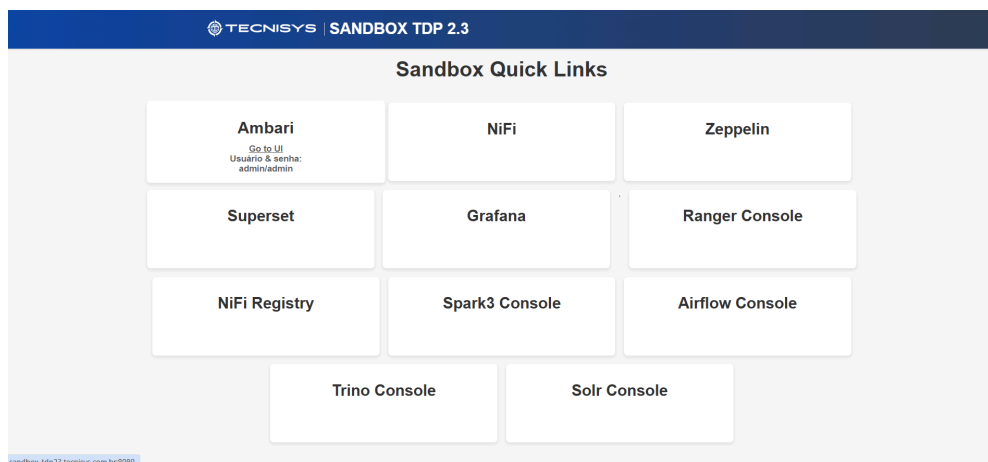 TECNISYS | SANDBOX TDP 2.3
Sandbox Quick Links
Ambari
Go to UI
Usuário & senha:
admin/admin
NiFi
Zeppelin
Superset
Grafana
Ranger Console
NiFi Registry
Spark3 Console
Airflow Console
Trino Console
Solr Console